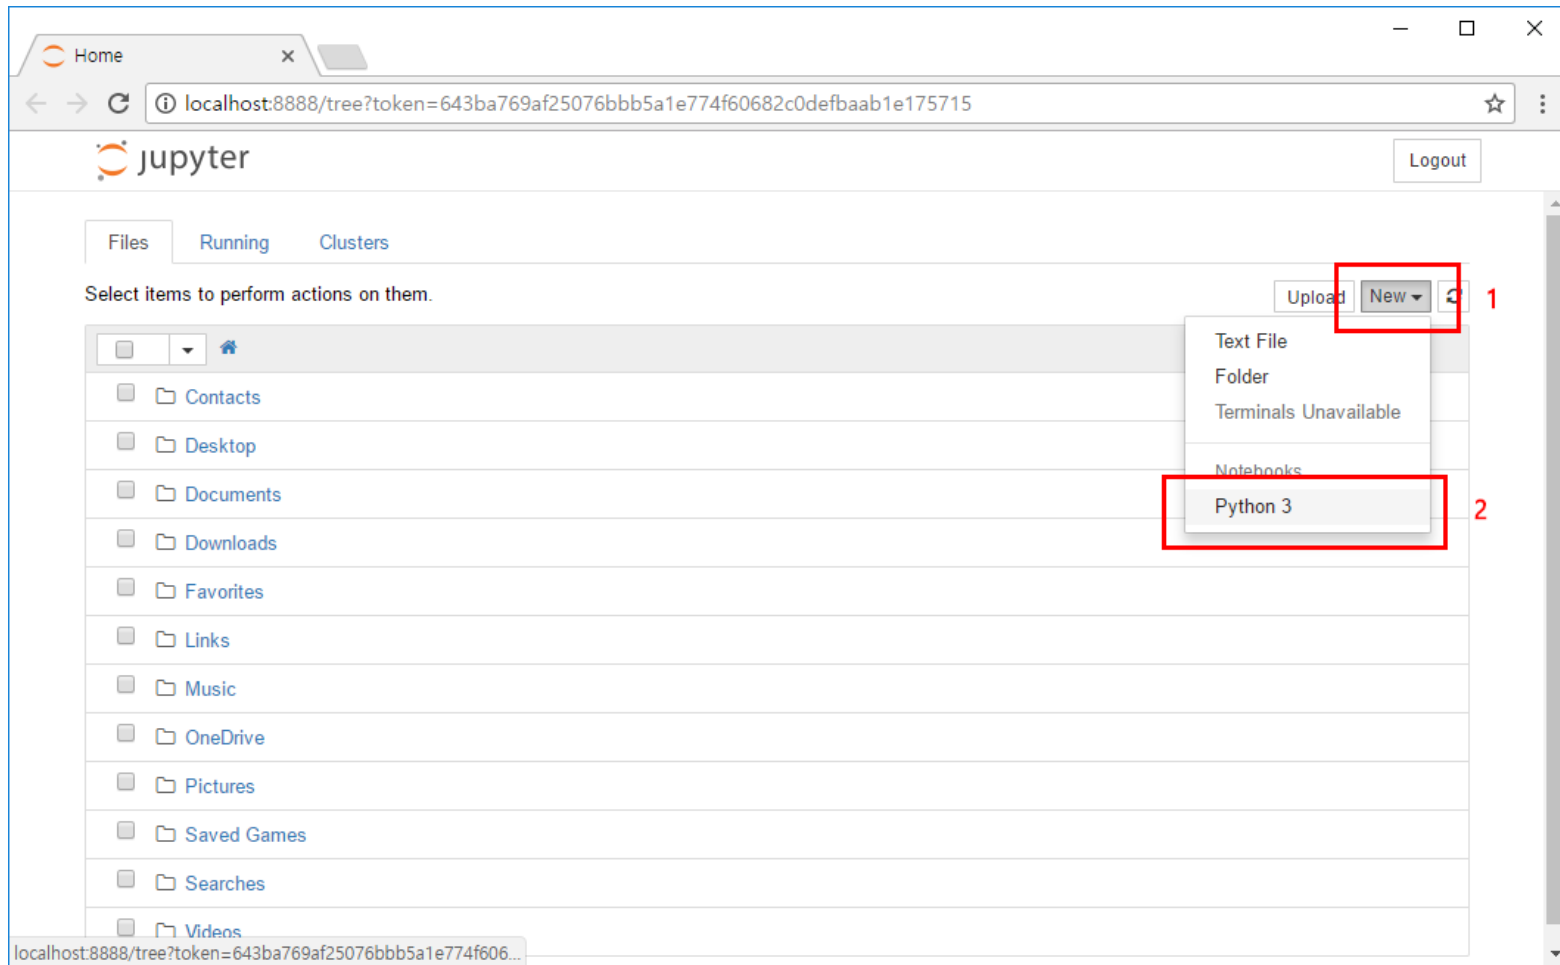 Home
localhost:8888/tree?token=643ba769af25076bbb5a1e774f60682c0defbaab1e175715
jupyter
Logout
Files Running Clusters
Select items to perform actions on them.
Upload New 1
Text File
Folder
Terminals Unavailable
Notebooks
Python 3
2
Contacts
Desktop
Documents
Downloads
Favorites
Links
Music
OneDrive
Pictures
Saved Games
Searches
Videos
localhost:8888/tree?token=643ba769af25076bbb5a1e774f606...